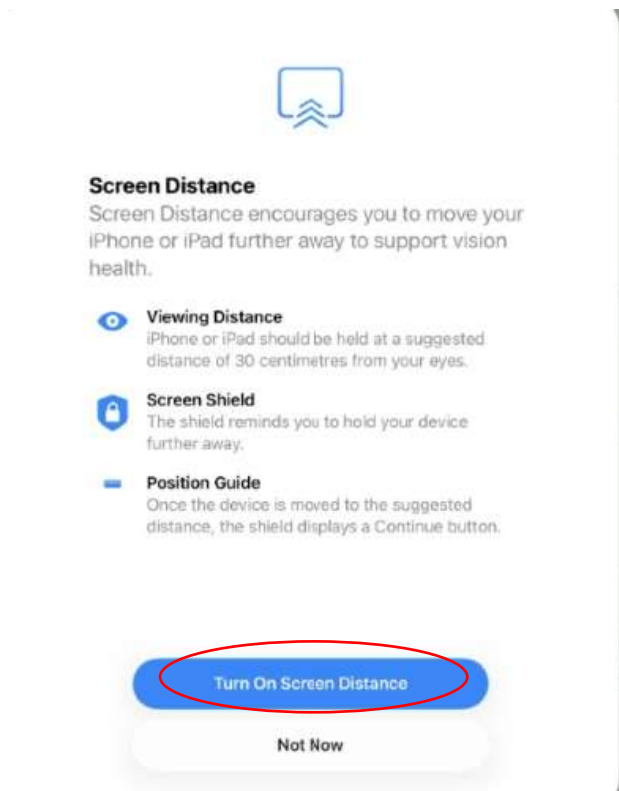 Screen Distance
Screen Distance encourages you to move your
iPhone or iPad further away to support vision
health.
Viewing Distance
iPhone or iPad should be held at a suggested
distance of 30 centimetres from your eyes.
Screen Shield
The shield reminds you to hold your device
further away.
Position Guide
Once the device is moved to the suggested
distance, the shield displays a Continue button.
Turn On Screen Distance
Not Now